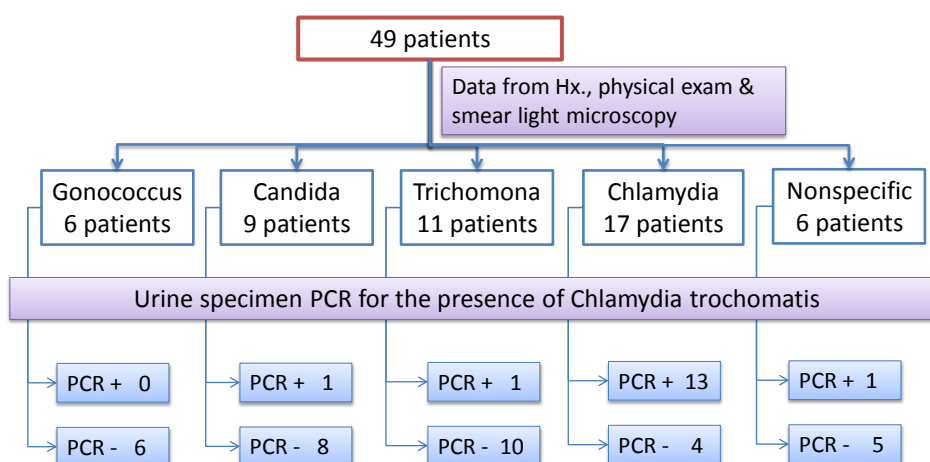 49 patients
Data from Hx., physical exam &
smear light microscopy
Gonococcus
6 patients
Candida
9 patients
Trichomona
11 patients
Chlamydia
17 patients
Nonspecific
6 patients
Urine specimen PCR for the presence of Chlamydia trochomatis
PCR + 0
PCR + 1
PCR + 1
PCR + 13
PCR + 1
PCR - 6
PCR - 8
PCR - 10
PCR - 4
PCR - 5